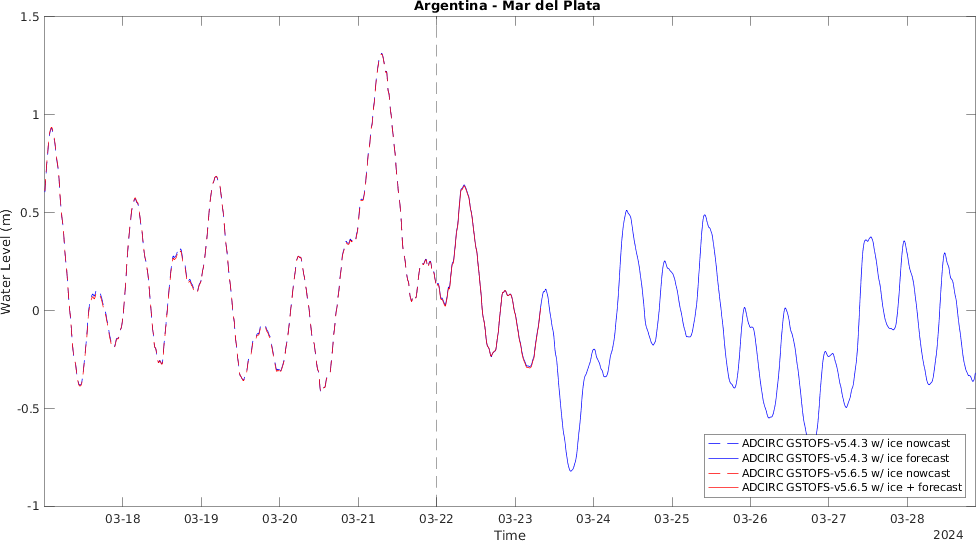 Argentina - Mar del Plata
1.5
1
0.5
0
-0.5
-1
Water Level (m)
03-18
03-19
03-20
03-21
03-22
03-23
03-24
03-25
03-26
03-27
03-28
Time
2024
ADCIRC GSTOFS-v5.4.3 w/ ice nowcast
ADCIRC GSTOFS-v5.4.3 w/ ice forecast
ADCIRC GSTOFS-v5.6.5 w/ ice nowcast
ADCIRC GSTOFS-v5.6.5 w/ ice + forecast